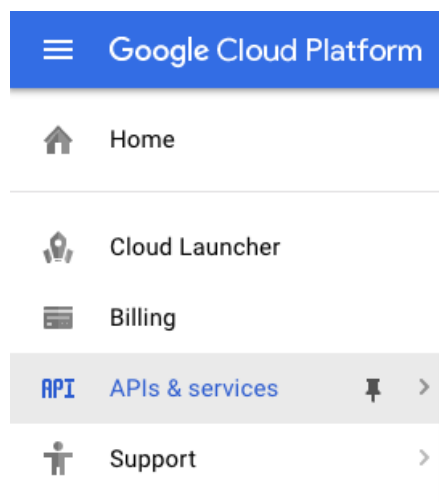 Google Cloud Platform
Home
Cloud Launcher
Billing
API APIs & services
Support